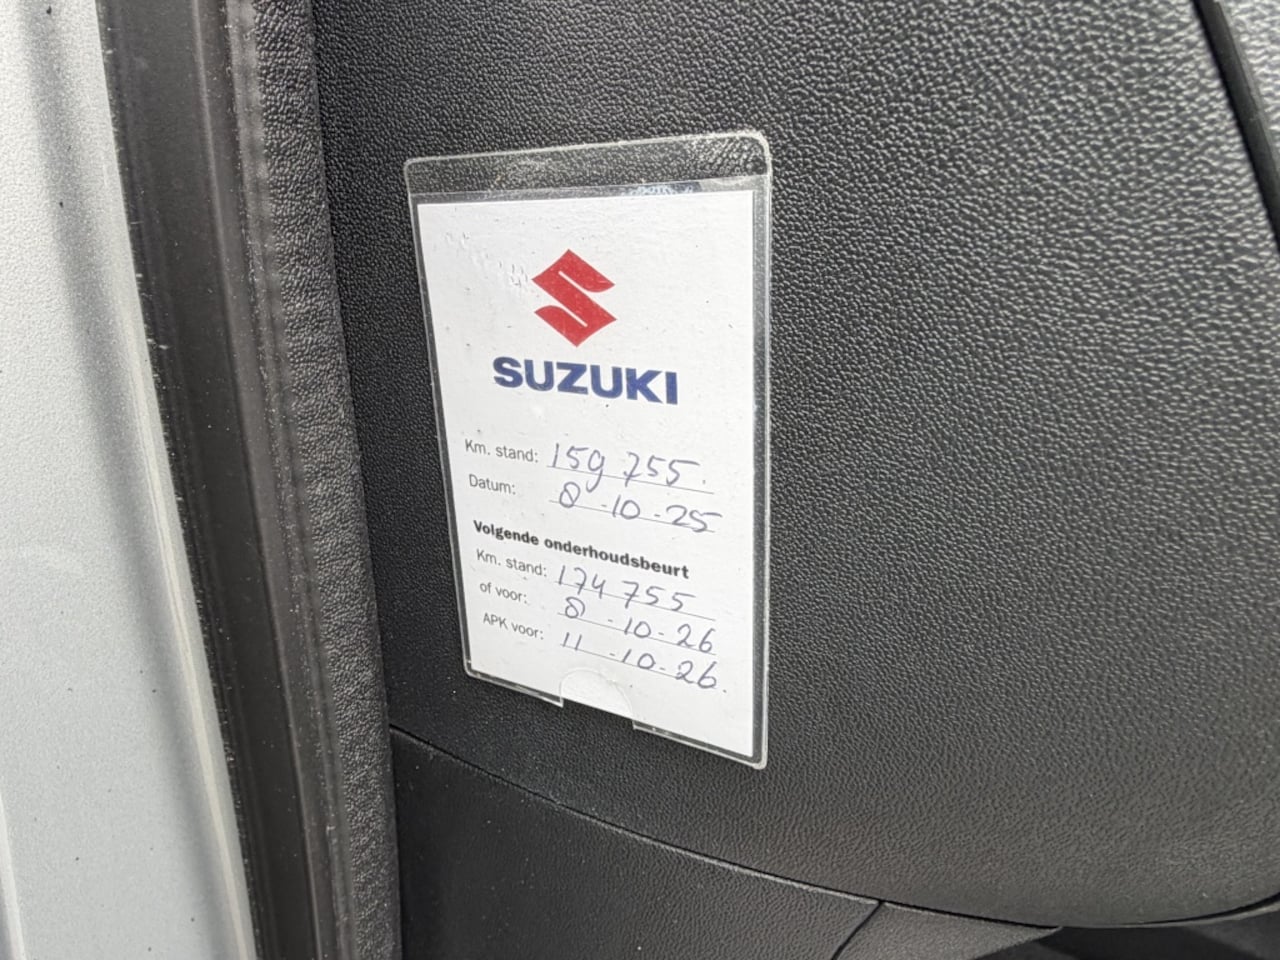 SUZUKI
Km. stand: 159 755.
Datum: 8-10-25
Volgende onderhoudsbeurt
Km. stand: 174 755
of voor: 8-10-26
APK voor: 11-10-26.